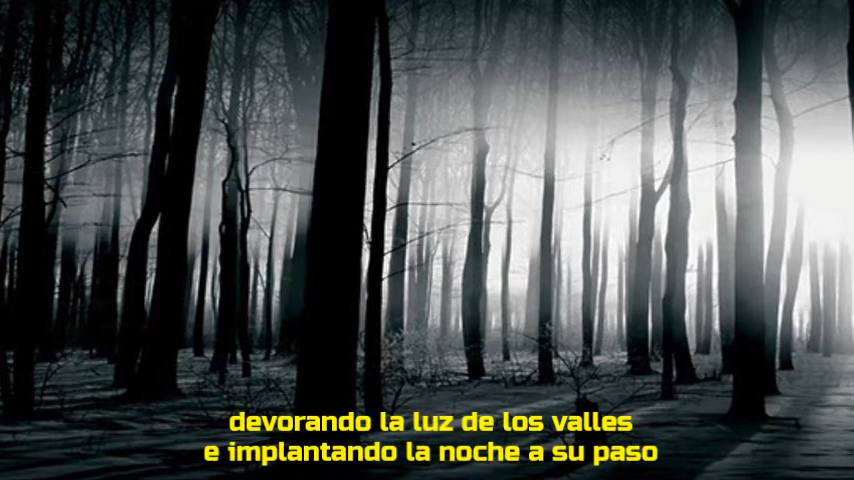 devorando la luz de los valles
e implantando la noche a su paso